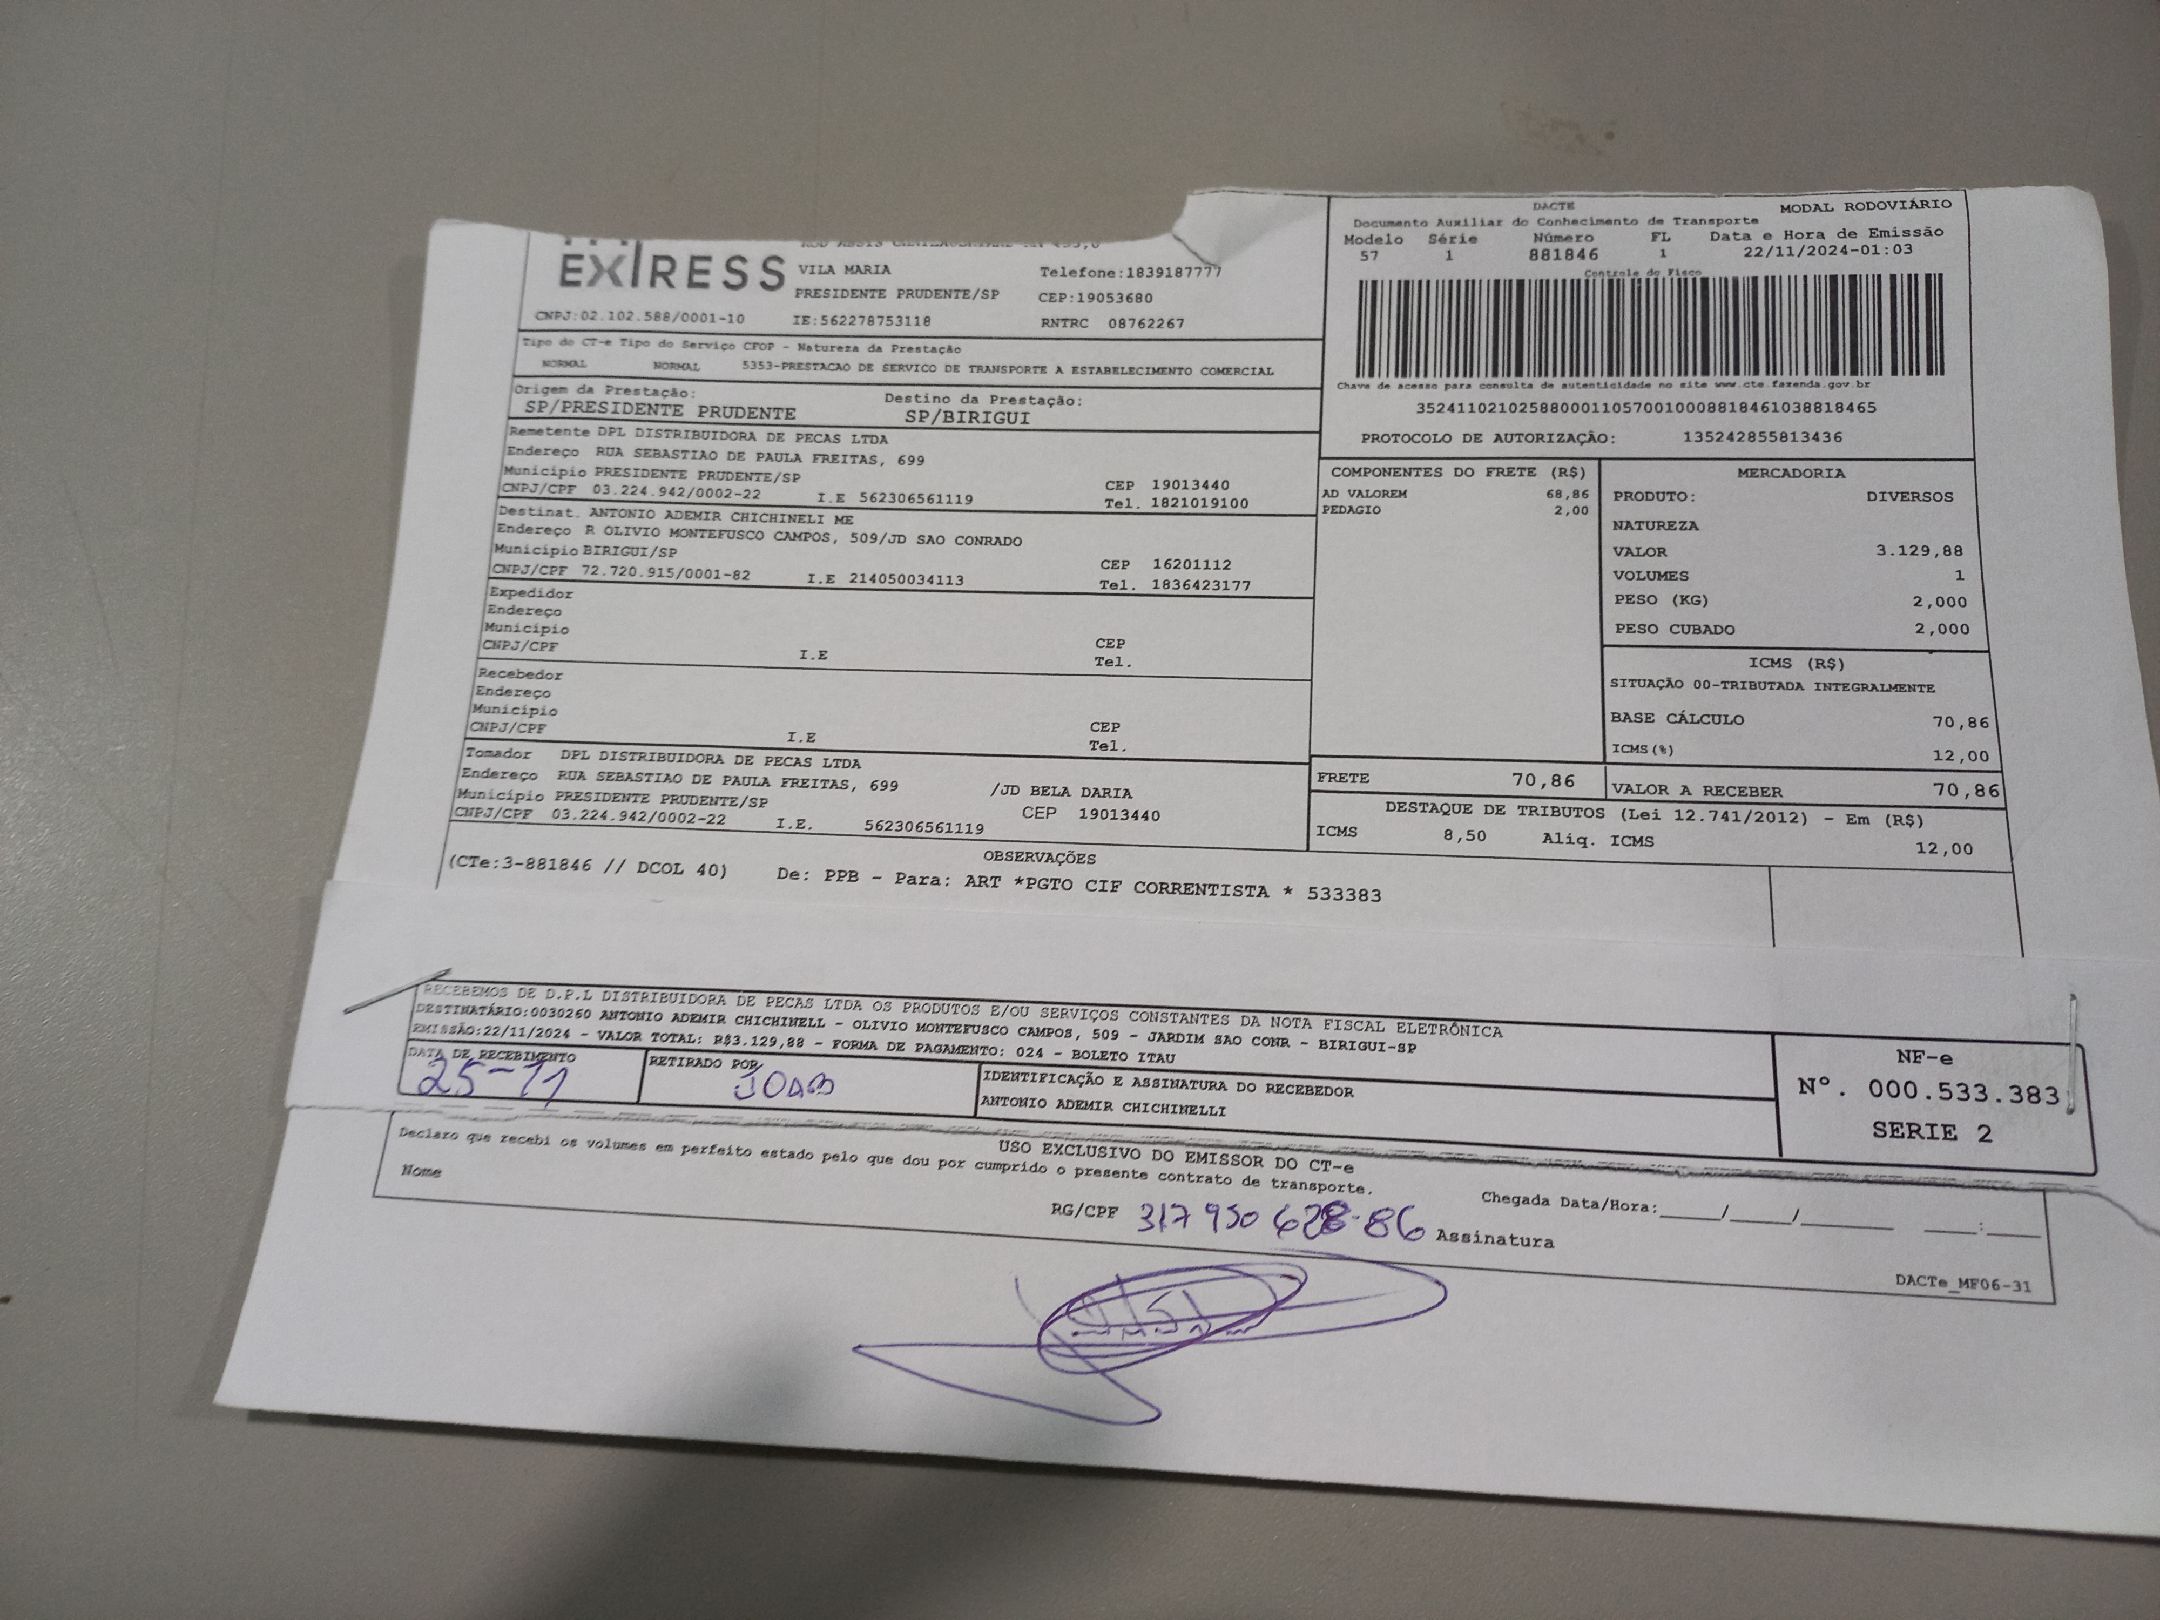 EXPRESS
VILA MARIA
Telefone:1839187777
PRESIDENTE PRUDENTE/SP
CEP:19053680
CNPJ:02.102.588/0001-10
IE:562278753118
RNTRC 08762267
DACTE
MODAL RODOVIÁRIO
Documento Auxiliar do Conhecimento de Transporte
Modelo Série Número FL Data e Hora de Emissão
57 1 881846 1 22/11/2024-01:03
Controle do Fisco
Chave de acesso para consulta de autenticidade no site www.cte.fazenda.gov.br
35241102102588000110570010008818461038818465
PROTOCOLO DE AUTORIZAÇÃO: 135242855813436
Tipo do CT-e Tipo do Serviço CFOP - Natureza da Prestação
NORMAL NORMAL 5353-PRESTACAO DE SERVICO DE TRANSPORTE A ESTABELECIMENTO COMERCIAL
Origem da Prestação: Destino da Prestação:
SP/PRESIDENTE PRUDENTE SP/BIRIGUI
Remetente DPL DISTRIBUIDORA DE PECAS LTDA
Endereço RUA SEBASTIAO DE PAULA FREITAS, 699
Município PRESIDENTE PRUDENTE/SP CEP 19013440
CNPJ/CPF 03.224.942/0002-22 I.E 562306561119 Tel. 1821019100
Destinat. ANTONIO ADEMIR CHICHINELI ME
Endereço R OLIVIO MONTEFUSCO CAMPOS, 509/JD SAO CONRADO
Município BIRIGUI/SP CEP 16201112
CNPJ/CPF 72.720.915/0001-82 I.E 214050034113 Tel. 1836423177
Expedidor
Endereço
Município CEP
CNPJ/CPF I.E Tel.
Recebedor
Endereço
Município CEP
CNPJ/CPF I.E Tel.
Tomador DPL DISTRIBUIDORA DE PECAS LTDA
Endereço RUA SEBASTIAO DE PAULA FREITAS, 699 /JD BELA DARIA
Município PRESIDENTE PRUDENTE/SP CEP 19013440
CNPJ/CPF 03.224.942/0002-22 I.E. 562306561119
COMPONENTES DO FRETE (R$)
AD VALOREM 68,86
PEDAGIO 2,00
MERCADORIA
PRODUTO: DIVERSOS
NATUREZA
VALOR 3.129,88
VOLUMES 1
PESO (KG) 2,000
PESO CUBADO 2,000
ICMS (R$)
SITUAÇÃO 00-TRIBUTADA INTEGRALMENTE
BASE CÁLCULO 70,86
ICMS(%) 12,00
FRETE 70,86 VALOR A RECEBER 70,86
DESTAQUE DE TRIBUTOS (Lei 12.741/2012) - Em (R$)
ICMS 8,50 Aliq. ICMS 12,00
OBSERVAÇÕES
(CTe:3-881846 // DCOL 40) De: PPB - Para: ART *PGTO CIF CORRENTISTA * 533383
RECEBEMOS DE D.P.L DISTRIBUIDORA DE PECAS LTDA OS PRODUTOS E/OU SERVIÇOS CONSTANTES DA NOTA FISCAL ELETRÔNICA
DESTINATÁRIO:0030260 ANTONIO ADEMIR CHICHINELL - OLIVIO MONTEFUSCO CAMPOS, 509 - JARDIM SAO CONR - BIRIGUI-SP
EMISSÃO:22/11/2024 - VALOR TOTAL: R$3.129,88 - FORMA DE PAGAMENTO: 024 - BOLETO ITAU
DATA DE RECEBIMENTO RETIRADO POR IDENTIFICAÇÃO E ASSINATURA DO RECEBEDOR
25-11
ANTONIO ADEMIR CHICHINELLI
NF-e
Nº. 000.533.383
SERIE 2
USO EXCLUSIVO DO EMISSOR DO CT-e
Declaro que recebi os volumes em perfeito estado pelo que dou por cumprido o presente contrato de transporte.
Nome RG/CPF 317 950 628-86 Assinatura
Chegada Data/Hora:_____/_____/_______ ____:____
DACTe_MF06-31